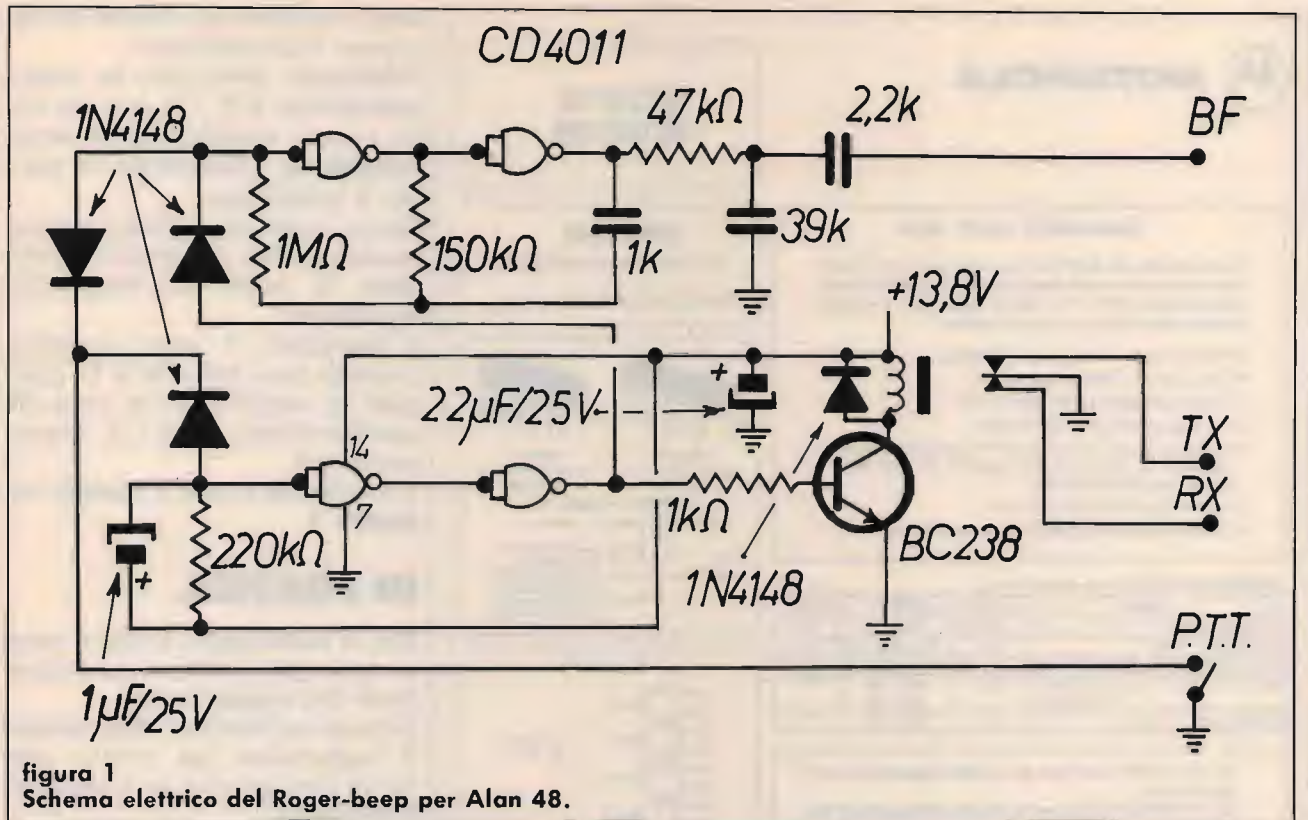 CD4011
1N4148
47kΩ
2,2k
BF
1MΩ
150kΩ
1k
39k
+13,8V
+
22µF/25V
14
7
TX
RX
220kΩ
1kΩ
BC238
+
1N4148
P.T.T.
1µF/25V
figura 1
Schema elettrico del Roger-beep per Alan 48.